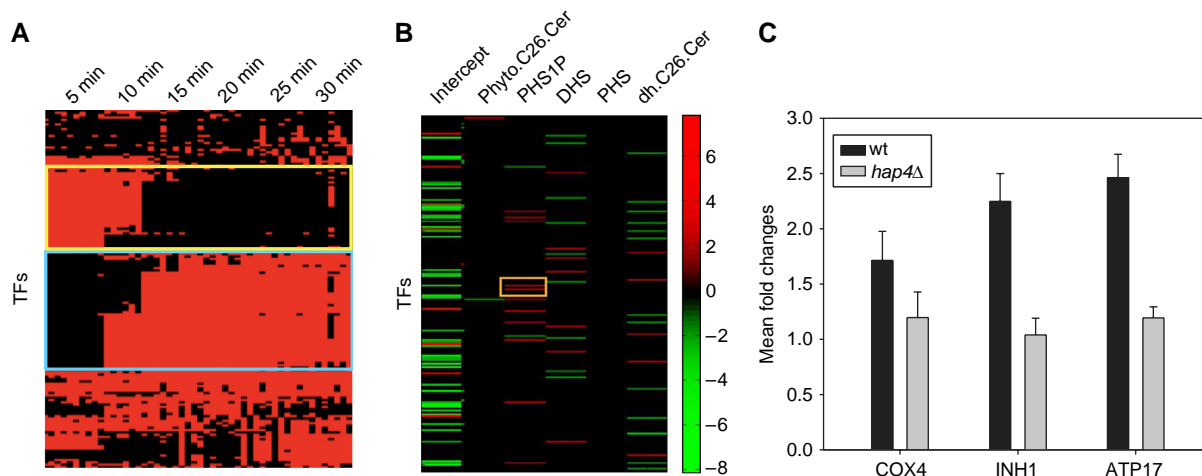 A
5 min
10 min
15 min
20 min
25 min
30 min
TFs
B
Intercept
Phyto.C26.Cer
PHS1P
DHS
PHS
dh.C26.Cer
TFs
6
4
2
0
−2
−4
−6
−8
C
Mean fold changes
3.0
2.5
2.0
1.5
1.0
0.5
0.0
wt
hap4Δ
COX4
INH1
ATP17